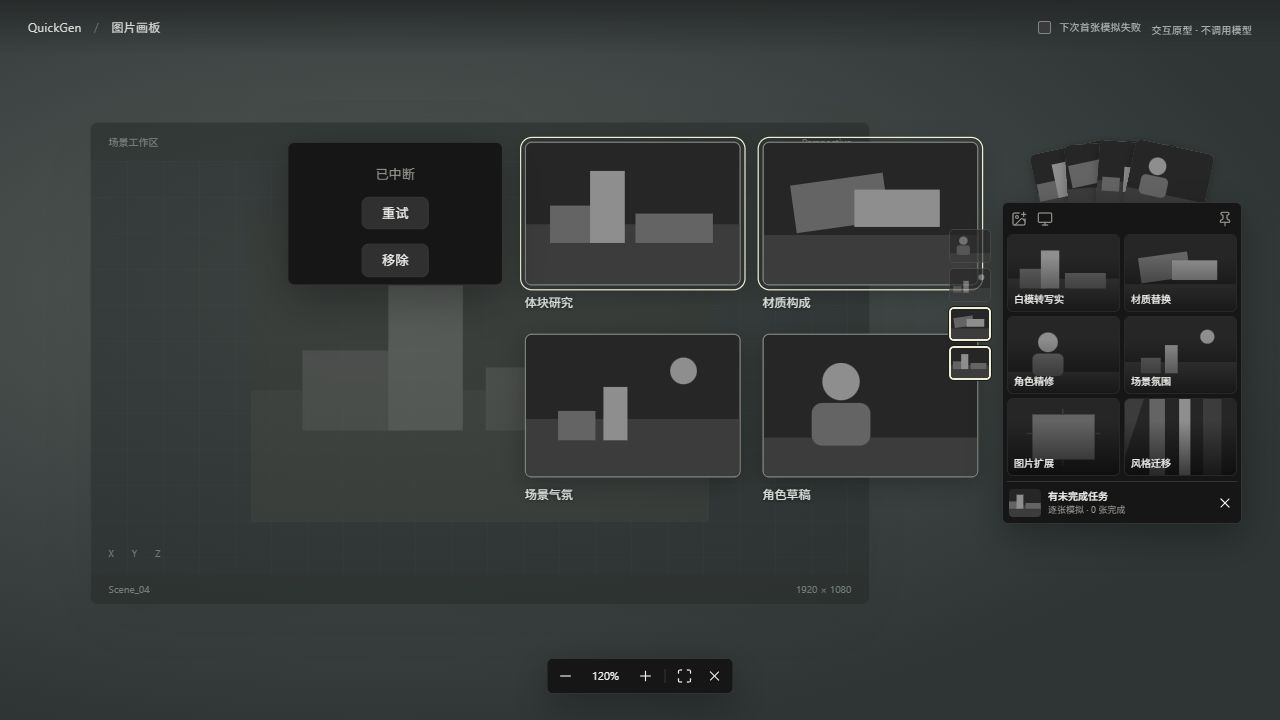 QuickGen / 图片画板
下次首张模拟失败
交互原型 · 不调用模型
场景工作区
已中断
重试
移除
体块研究
材质构成
场景气氛
角色草稿
X Y Z
Scene_04
1920 × 1080
白模转写实
材质替换
角色精修
场景氛围
图片扩展
风格迁移
有未完成任务
逐张模拟 · 0 张完成
120%